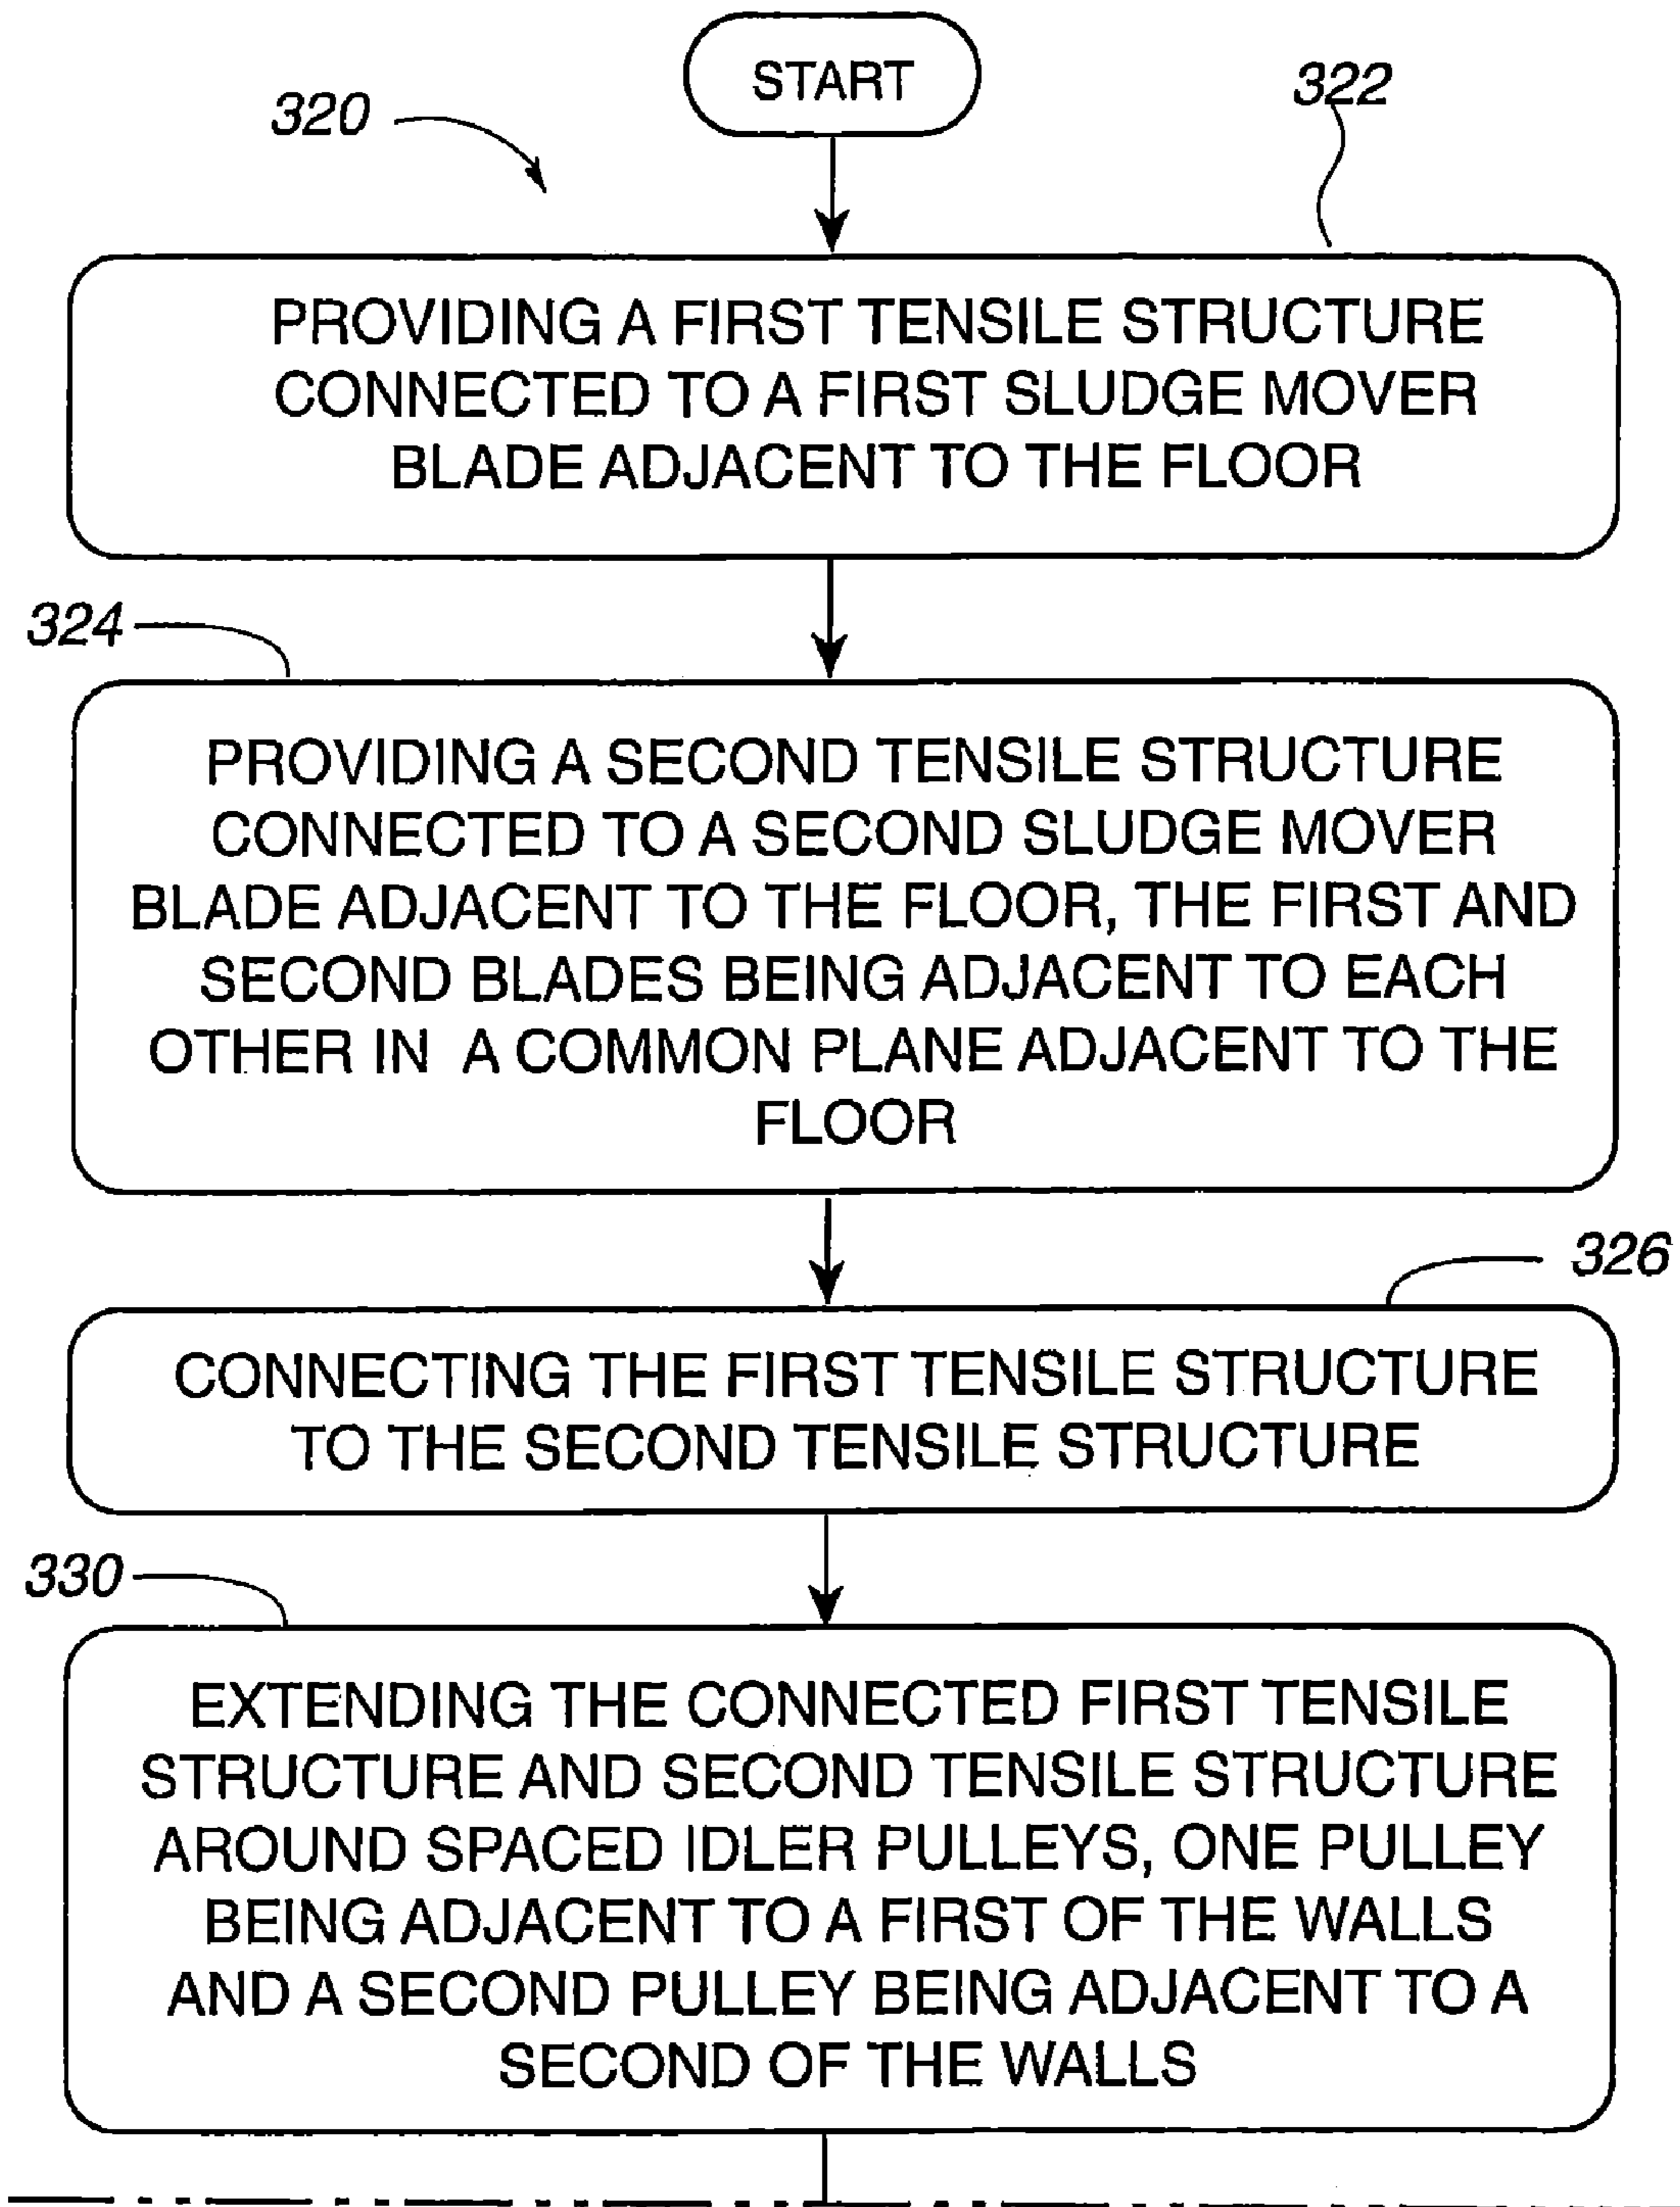 START
320
322
PROVIDING A FIRST TENSILE STRUCTURE
CONNECTED TO A FIRST SLUDGE MOVER
BLADE ADJACENT TO THE FLOOR
324
PROVIDING A SECOND TENSILE STRUCTURE
CONNECTED TO A SECOND SLUDGE MOVER
BLADE ADJACENT TO THE FLOOR, THE FIRST AND
SECOND BLADES BEING ADJACENT TO EACH
OTHER IN A COMMON PLANE ADJACENT TO THE
FLOOR
326
CONNECTING THE FIRST TENSILE STRUCTURE
TO THE SECOND TENSILE STRUCTURE
330
EXTENDING THE CONNECTED FIRST TENSILE
STRUCTURE AND SECOND TENSILE STRUCTURE
AROUND SPACED IDLER PULLEYS, ONE PULLEY
BEING ADJACENT TO A FIRST OF THE WALLS
AND A SECOND PULLEY BEING ADJACENT TO A
SECOND OF THE WALLS